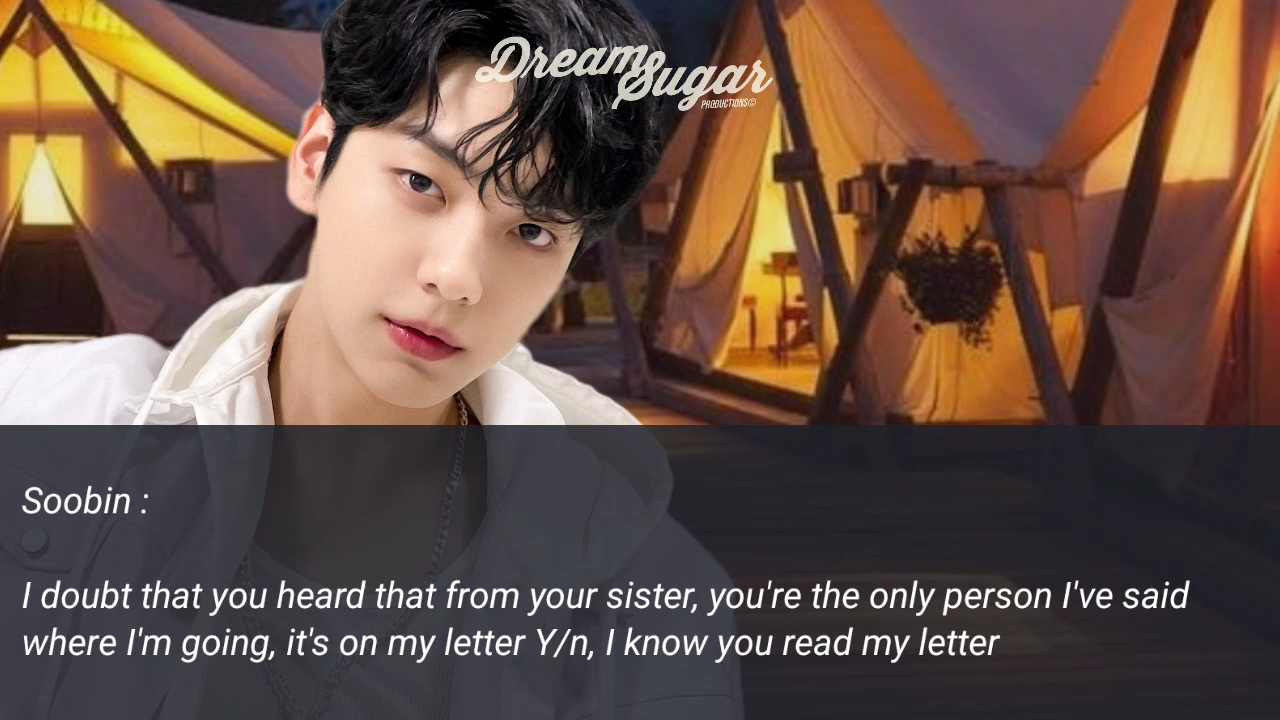 Dream
Sugar
PRODUCTIONS©
Soobin :
I doubt that you heard that from your sister, you're the only person I've said
where I'm going, it's on my letter Y/n, I know you read my letter